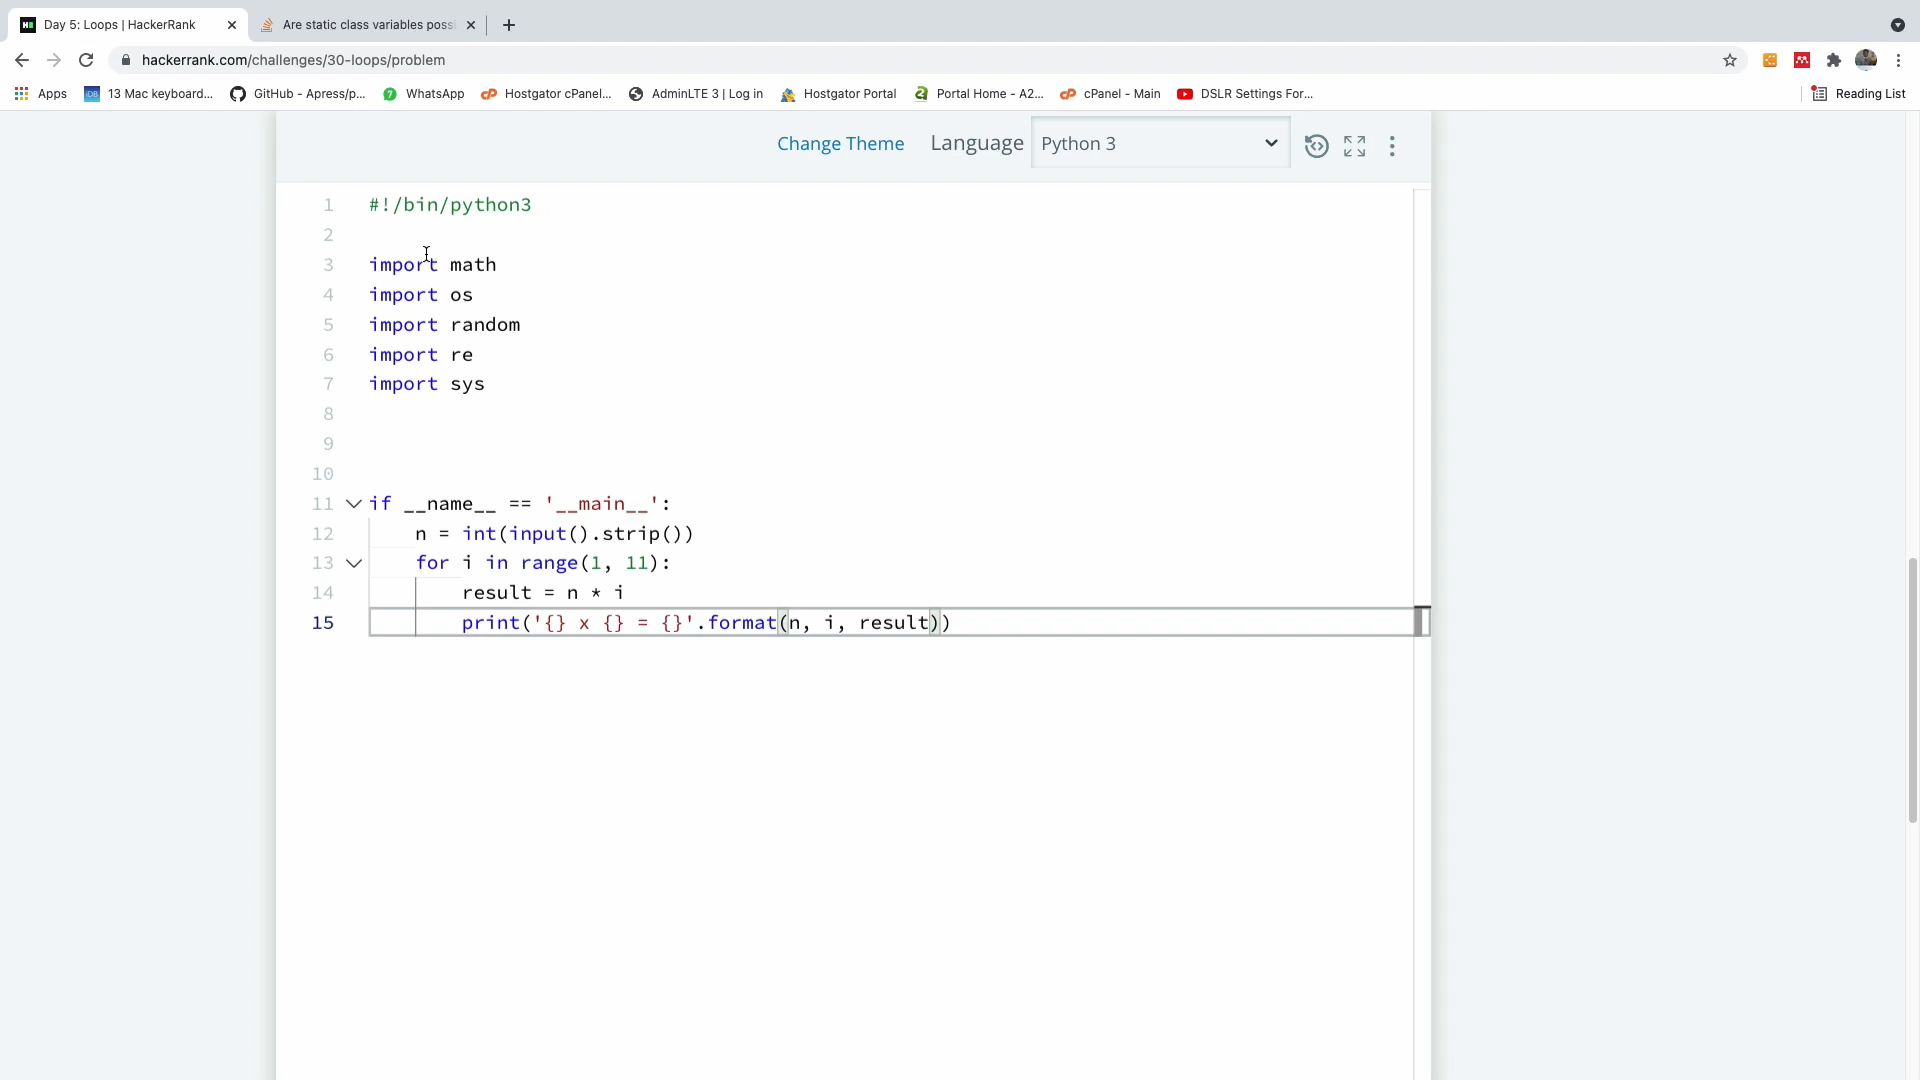 Day 5: Loops | HackerRank
Are static class variables possi
hackerrank.com/challenges/30-loops/problem
Apps
13 Mac keyboard...
GitHub - Apress/p...
WhatsApp
Hostgator cPanel...
AdminLTE 3 | Log in
Hostgator Portal
Portal Home - A2...
cPanel - Main
DSLR Settings For...
Reading List
Change Theme Language Python 3
1 #!/bin/python3
2
3 import math
4 import os
5 import random
6 import re
7 import sys
8
9
10
11 if __name__ == '__main__':
12 n = int(input().strip())
13 for i in range(1, 11):
14 result = n * i
15 print('{} x {} = {}'.format(n, i, result))